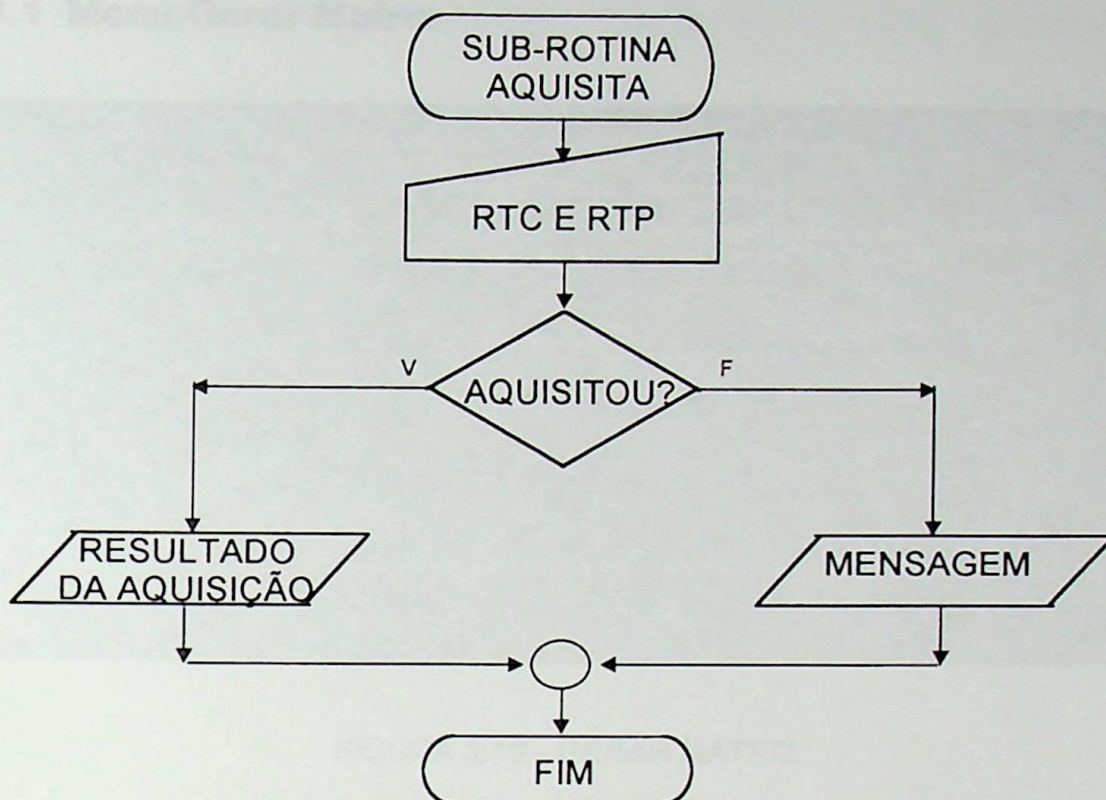 SUB-ROTINA
AQUISITA
RTC E RTP
V
F
AQUISITOU?
RESULTADO
DA AQUISIÇÃO
MENSAGEM
FIM